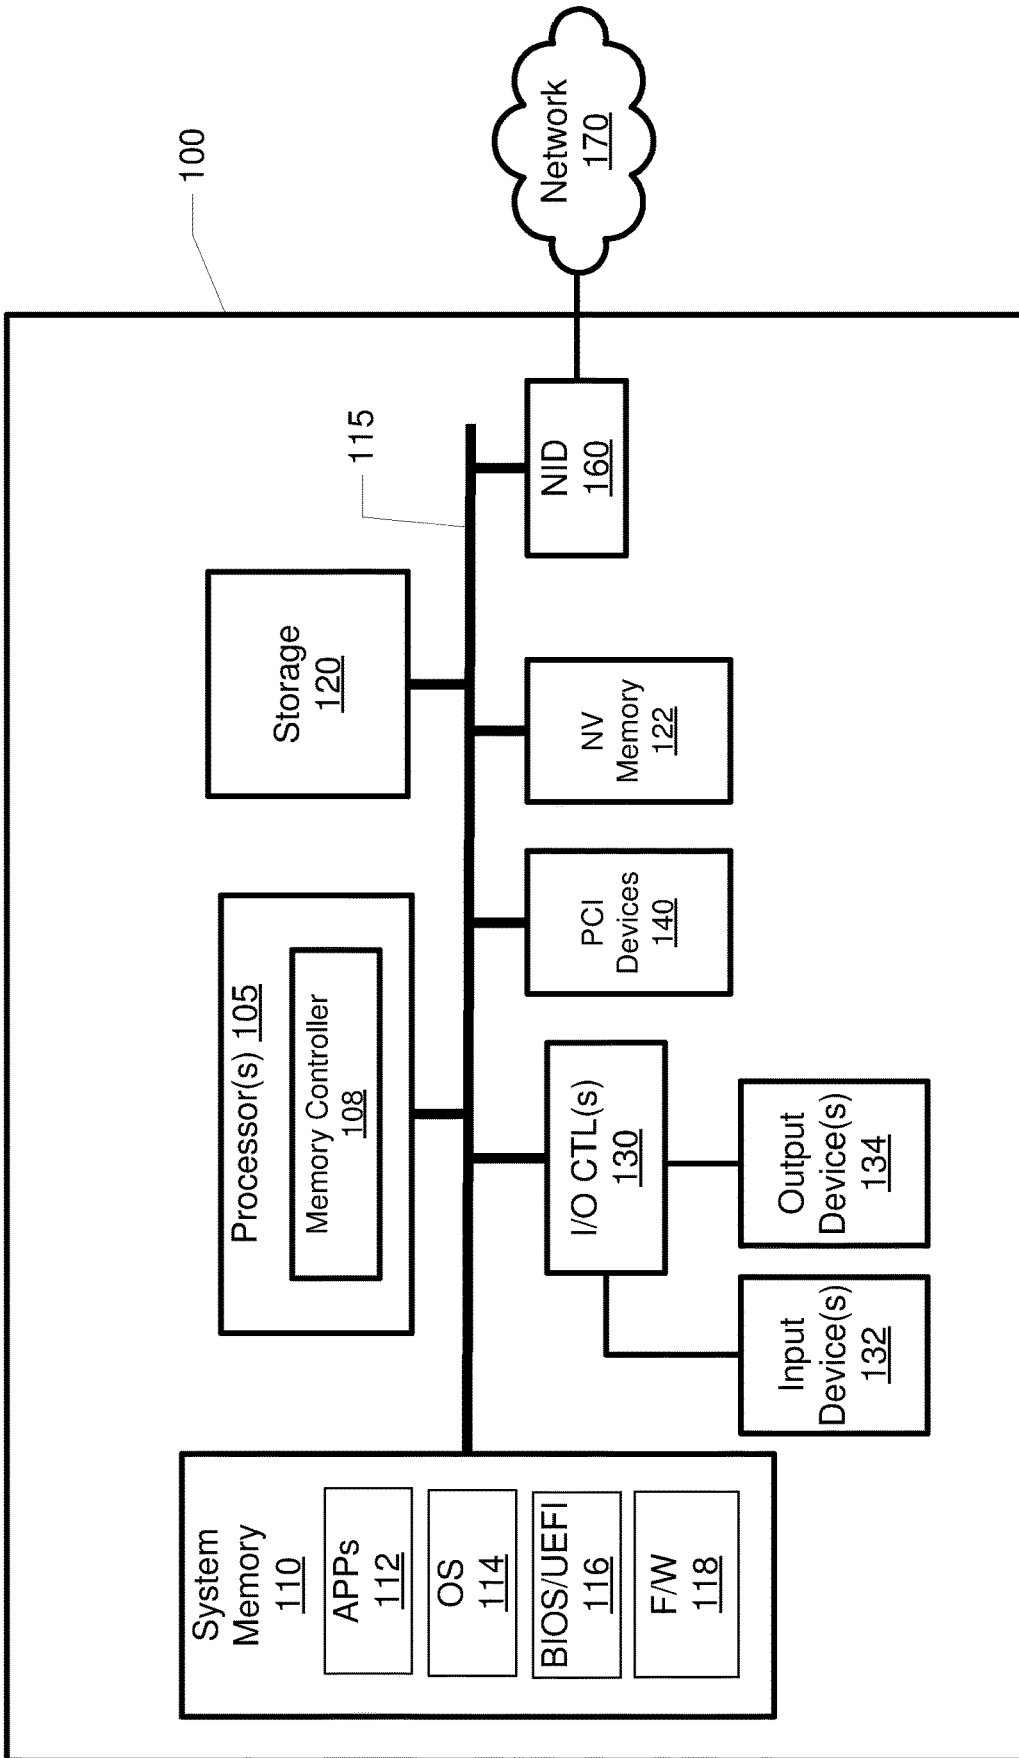 100
System
Memory
110
APPs
112
OS
114
BIOS/UEFI
116
F/W
118
Processor(s) 105
Memory Controller
108
Storage
120
115
I/O CTL(s)
130
PCI
Devices
140
NV
Memory
122
NID
160
Network
170
Input
Device(s)
132
Output
Device(s)
134